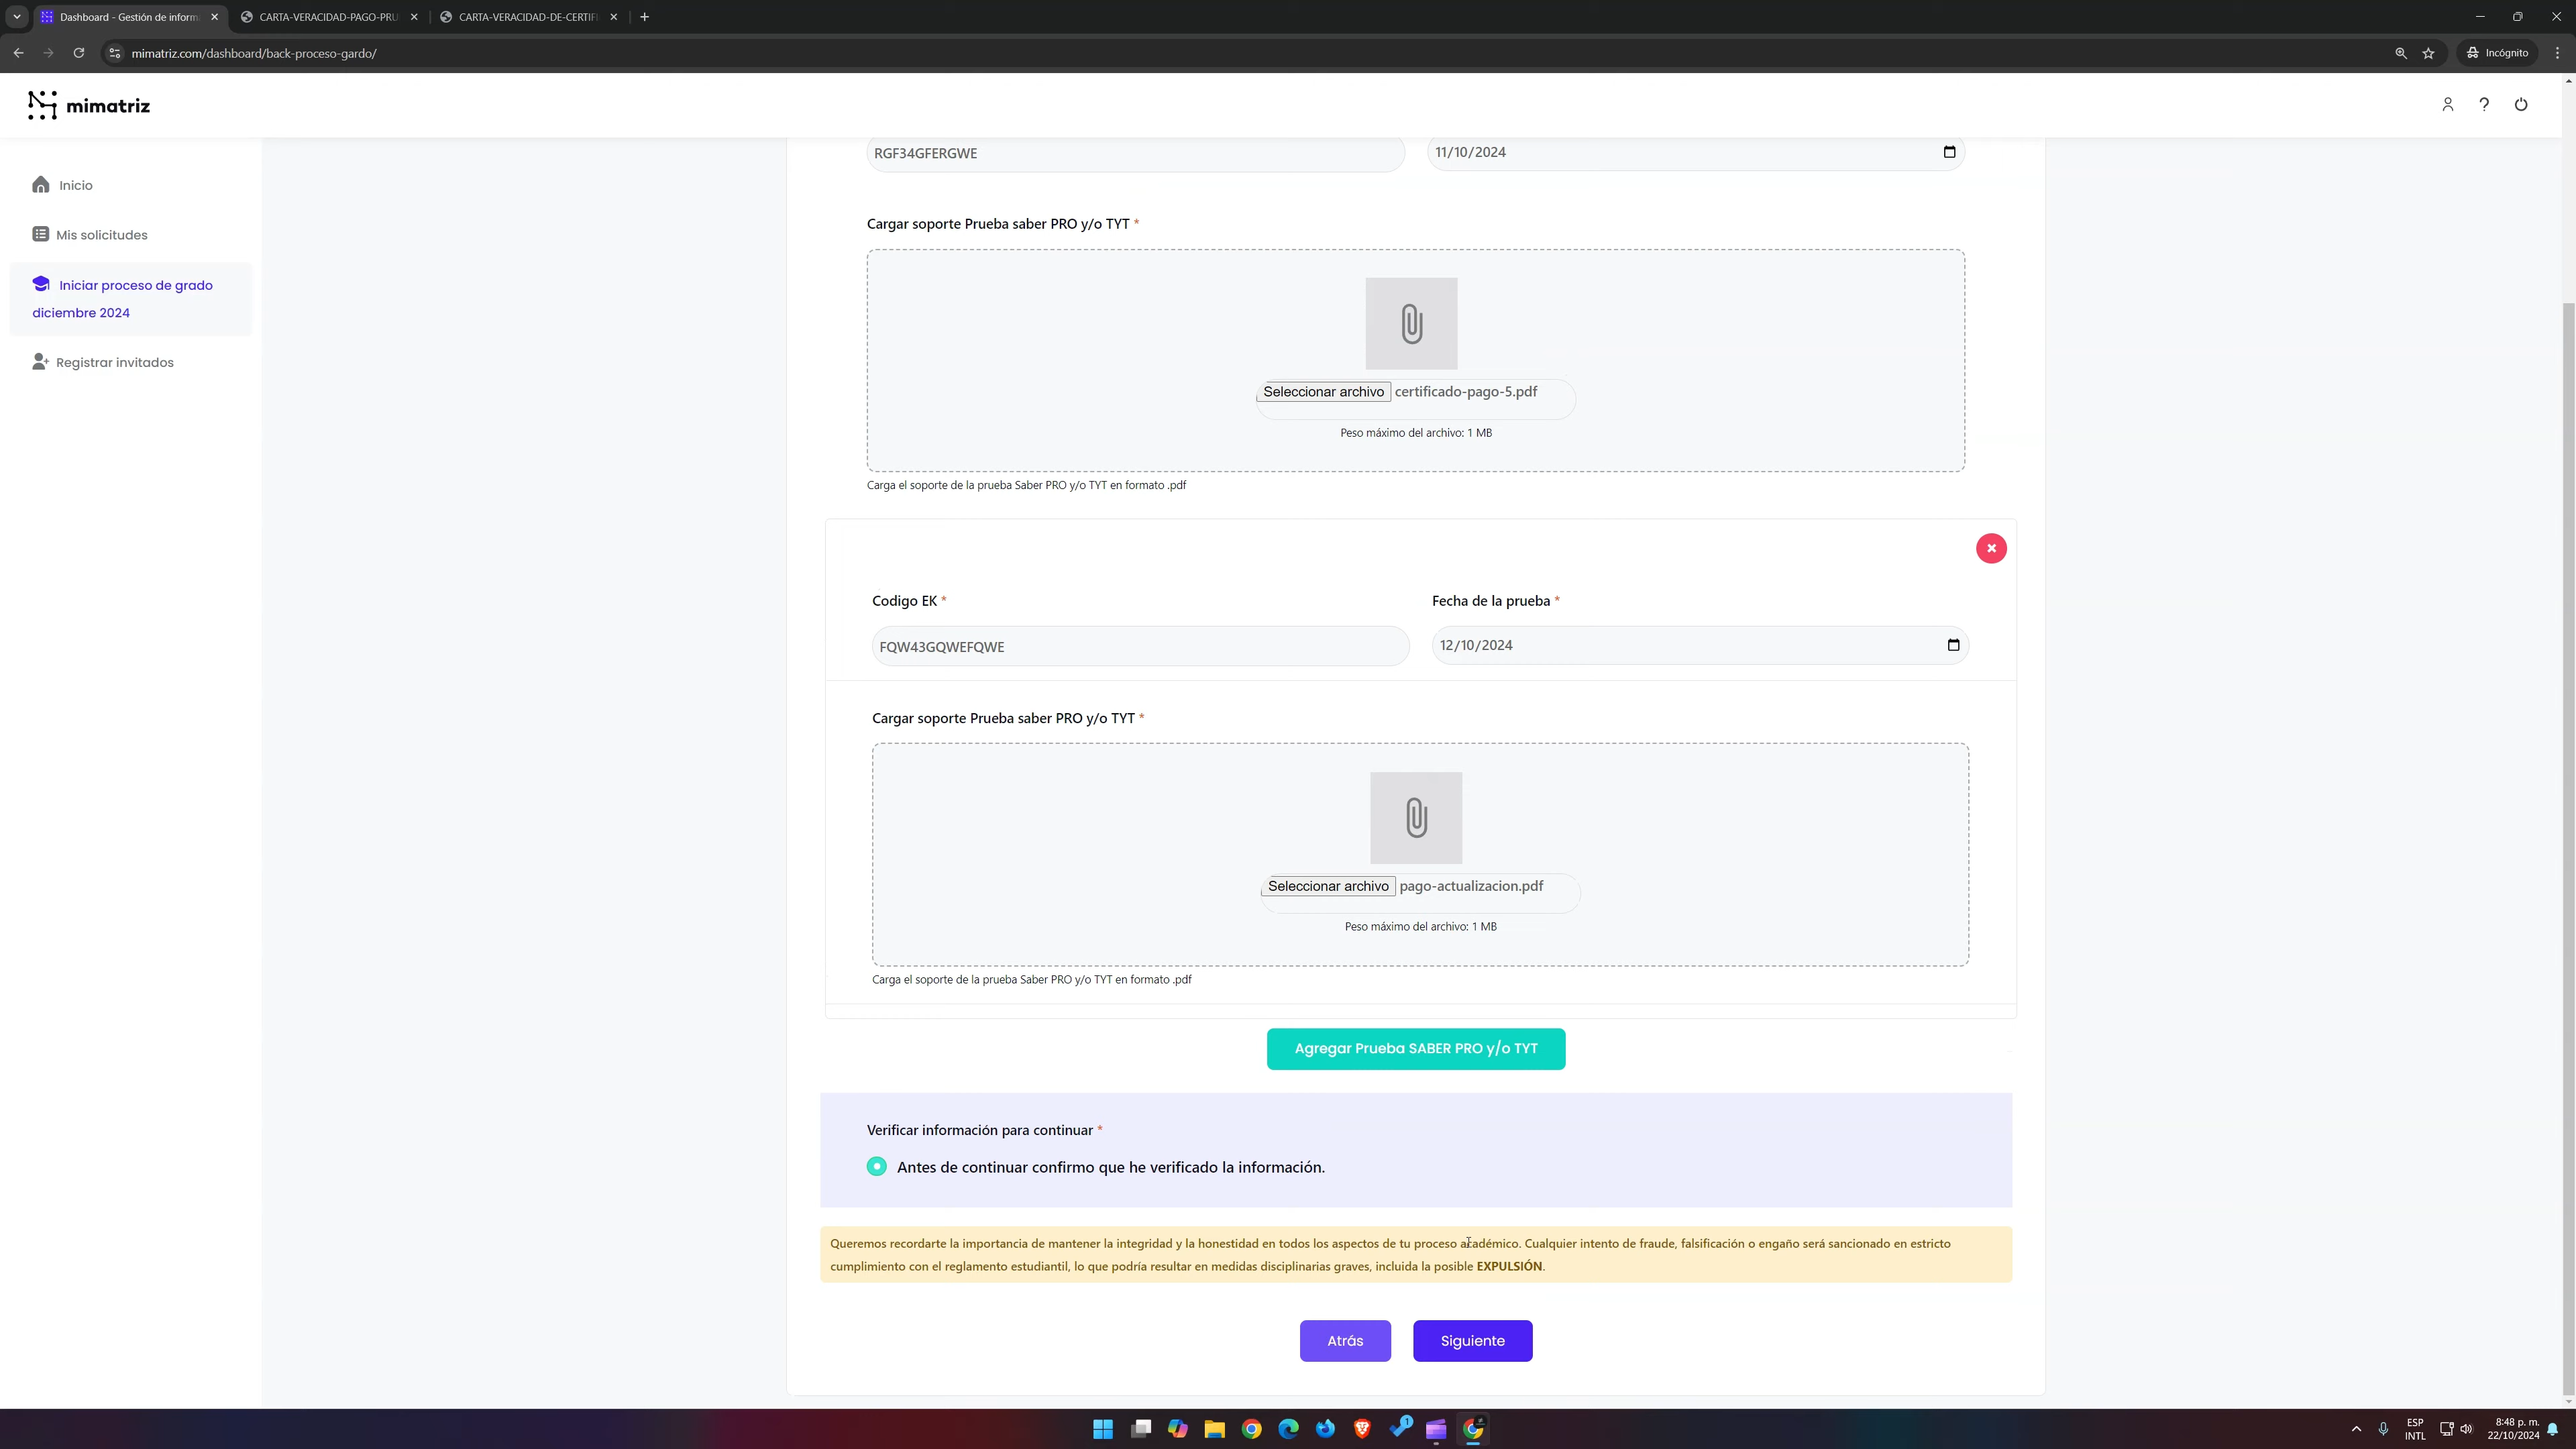 Dashboard - Gestión de inform
CARTA-VERACIDAD-PAGO-PRU
CARTA-VERACIDAD-DE-CERTIFI
mimatriz.com/dashboard/back-proceso-gardo/
Incógnito
mimatriz
Inicio
Mis solicitudes
Iniciar proceso de grado
diciembre 2024
Registrar invitados
RGF34GFERGWE
11/10/2024
Cargar soporte Prueba saber PRO y/o TYT *
Seleccionar archivo certificado-pago-5.pdf
Peso máximo del archivo: 1 MB
Carga el soporte de la prueba Saber PRO y/o TYT en formato .pdf
Codigo EK *
Fecha de la prueba *
FQW43GQWEFQWE
12/10/2024
Cargar soporte Prueba saber PRO y/o TYT *
Seleccionar archivo pago-actualizacion.pdf
Peso máximo del archivo: 1 MB
Carga el soporte de la prueba Saber PRO y/o TYT en formato .pdf
Agregar Prueba SABER PRO y/o TYT
Verificar información para continuar *
Antes de continuar confirmo que he verificado la información.
Queremos recordarte la importancia de mantener la integridad y la honestidad en todos los aspectos de tu proceso académico. Cualquier intento de fraude, falsificación o engaño será sancionado en estricto
cumplimiento con el reglamento estudiantil, lo que podría resultar en medidas disciplinarias graves, incluida la posible EXPULSIÓN.
Atrás
Siguiente
1
ESP
INTL
8:48 p. m.
22/10/2024